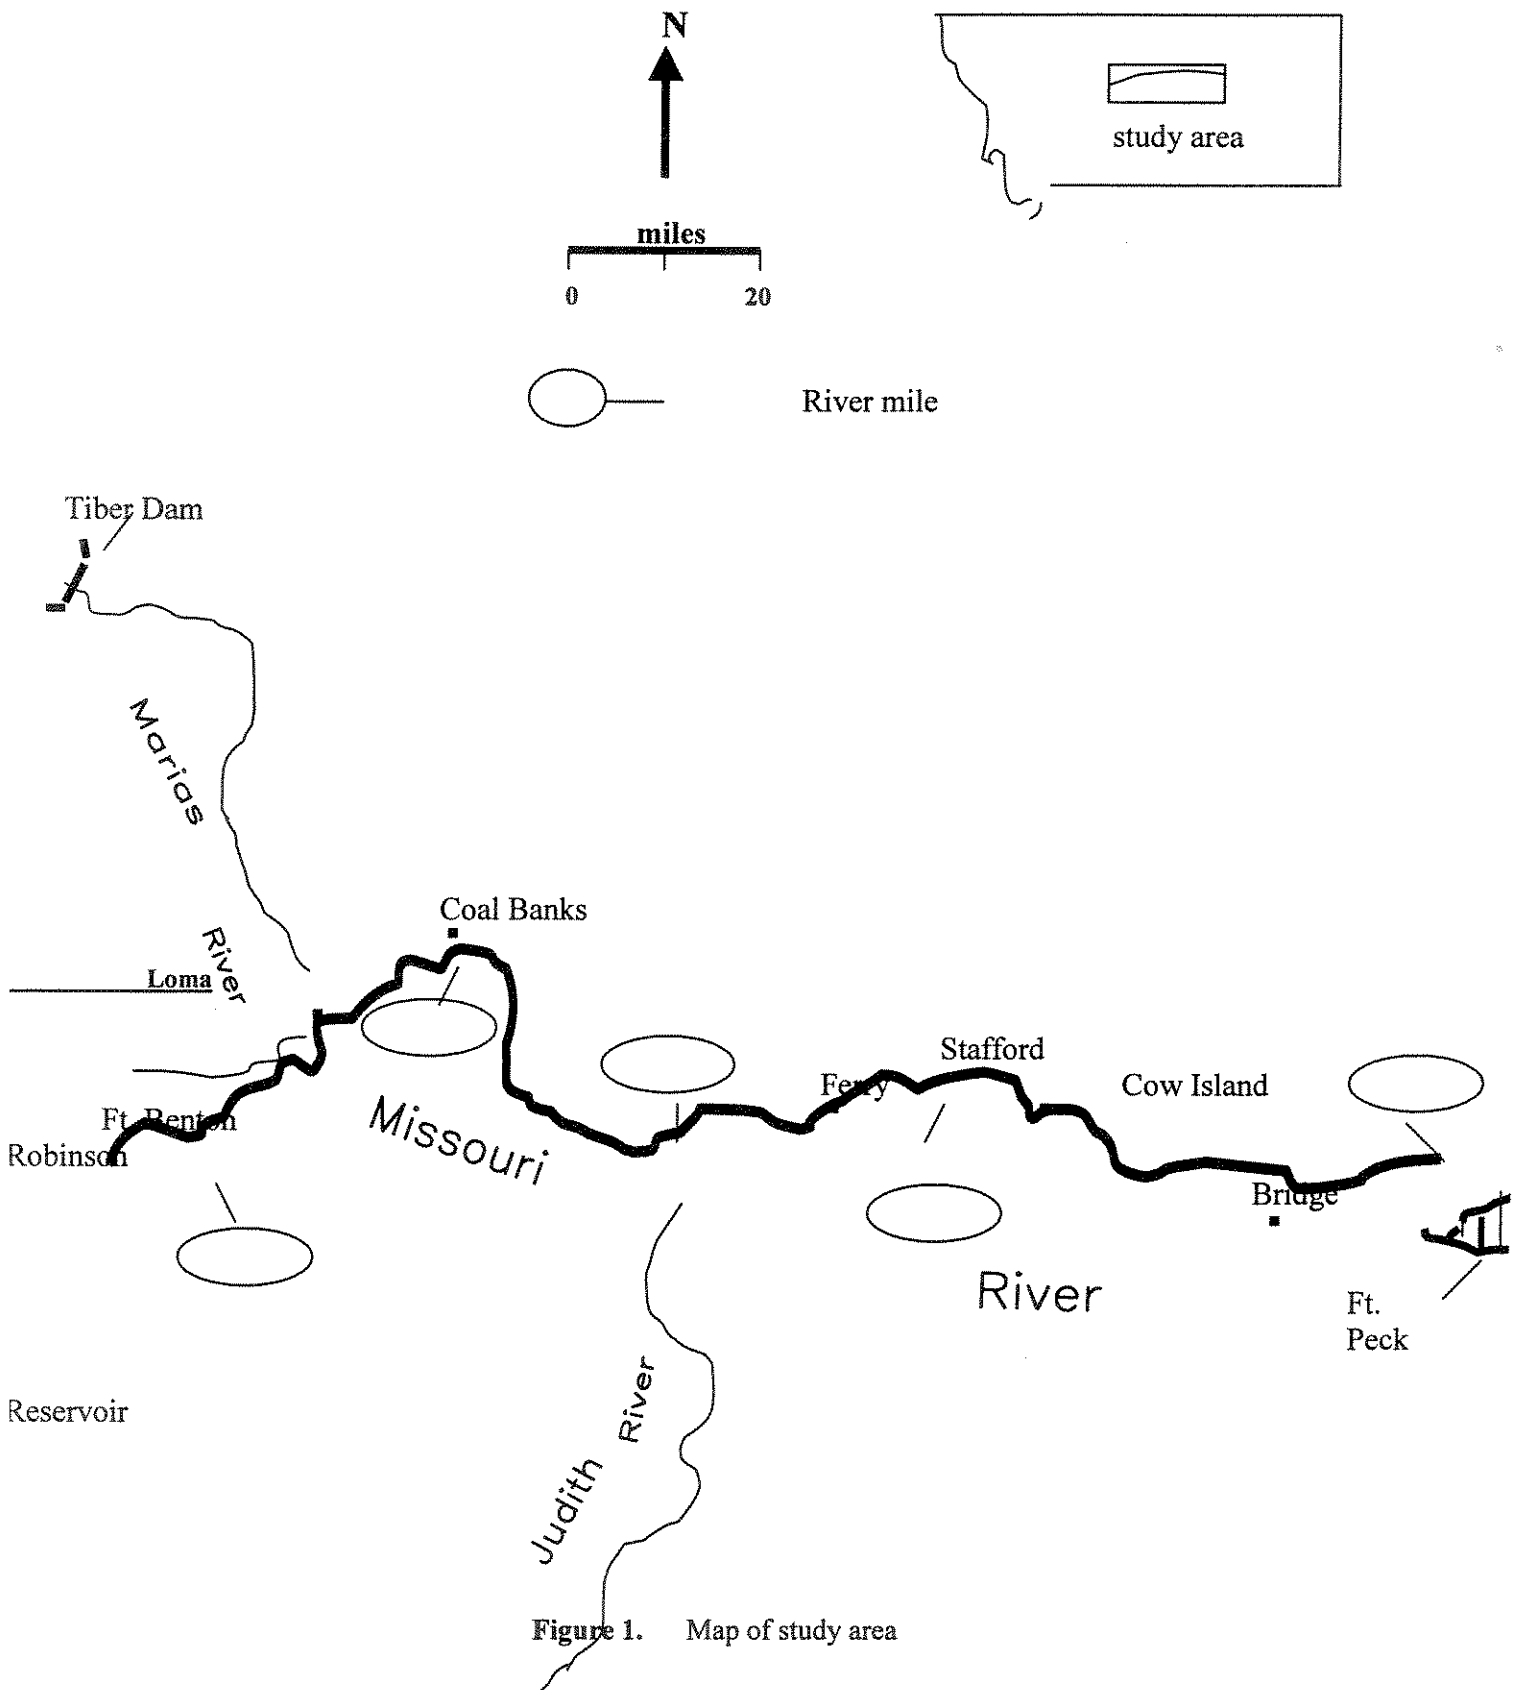 N
study area
miles
0 20
River mile
Tiber Dam
Marias
River
Coal Banks
Loma
Stafford
Ferry
Cow Island
Ft. Benton
Robinson
Missouri
Bridge
River
Ft.
Peck
Reservoir
Judith River
Figure 1. Map of study area